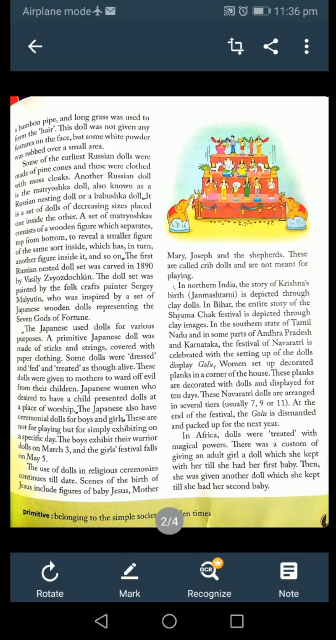 Airplane mode
11:36 pm
a bamboo pipe, and long grass was used to
form the 'hair'. This doll was not given any
features on the face, but some white powder
was rubbed over a small area.
Some of the earliest Russian dolls were
made of pine cones and these were clothed
with moss cloaks. Another Russian doll
is the matryoshka doll, also known as a
Russian nesting doll or a babushka doll. It
is a set of dolls of decreasing sizes placed
one inside the other. A set of matryoshkas
consists of a wooden figure which separates,
top from bottom, to reveal a smaller figure
of the same sort inside, which has, in turn,
another figure inside it, and so on. The first
Russian nested doll set was carved in 1890
by Vasily Zvyozdochkin. The doll set was
painted by the folk crafts painter Sergey
Malyutin, who was inspired by a set of
Japanese wooden dolls representing the
Seven Gods of Fortune.
The Japanese used dolls for various
purposes. A primitive Japanese doll was
made of sticks and strings, covered with
paper clothing. Some dolls were 'dressed'
and 'fed' and 'treated' as though alive. These
dolls were given to mothers to ward off evil
from their children. Japanese women who
desired to have a child presented dolls at
a place of worship. The Japanese also have
ceremonial dolls for boys and girls. These are
not for playing but for simply exhibiting on
a specific day. The boys exhibit their warrior
dolls on March 3, and the girls' festival falls
on May 5.
The use of dolls in religious ceremonies
continues till date. Scenes of the birth of
Jesus include figures of baby Jesus, Mother
Mary, Joseph and the shepherds. These
are called crib dolls and are not meant for
playing.
In northern India, the story of Krishna's
birth (Janmashtami) is depicted through
clay dolls. In Bihar, the entire story of the
Shyama Chak festival is depicted through
clay images. In the southern state of Tamil
Nadu and in some parts of Andhra Pradesh
and Karnataka, the festival of Navaratri is
celebrated with the setting up of the dolls
display Golu. Women set up decorated
planks in a corner of the house. These planks
are decorated with dolls and displayed for
ten days. These Navaratri dolls are arranged
in several tiers (usually 7, 9 or 11). At the
end of the festival, the Golu is dismantled
and packed up for the next year.
In Africa, dolls were 'treated' with
magical powers. There was a custom of
giving an adult girl a doll which she kept
with her till she had her first baby. Then,
she was given another doll which she kept
till she had her second baby.
primitive : belonging to the simple societ
en times
2/4
OCR
Rotate
Mark
Recognize
Note